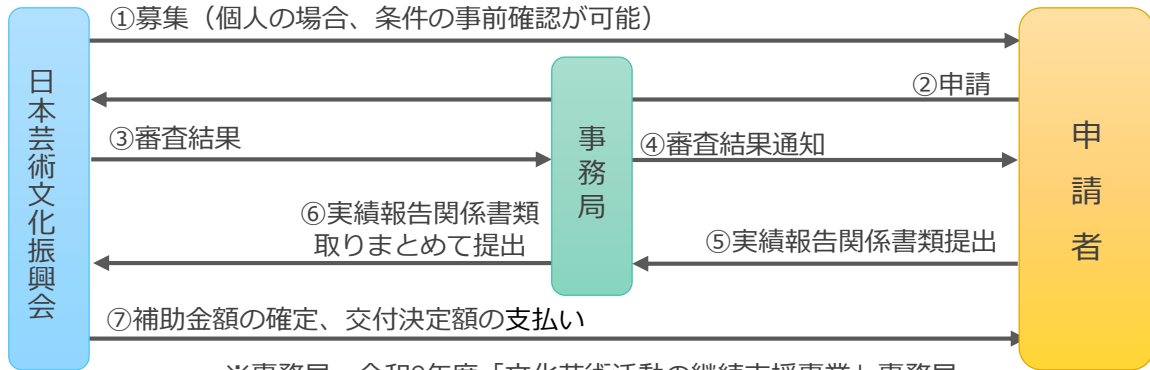 ①募集（個人の場合、条件の事前確認が可能）
日本芸術文化振興会
事務局
申請者
②申請
③審査結果
④審査結果通知
⑤実績報告関係書類提出
⑥実績報告関係書類
取りまとめて提出
⑦補助金額の確定、交付決定額の支払い